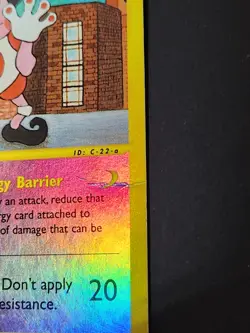 ID: C-22-a
gy Barrier
an attack, reduce that
rgy card attached to
of damage that can be
Don't apply
20
esistance.